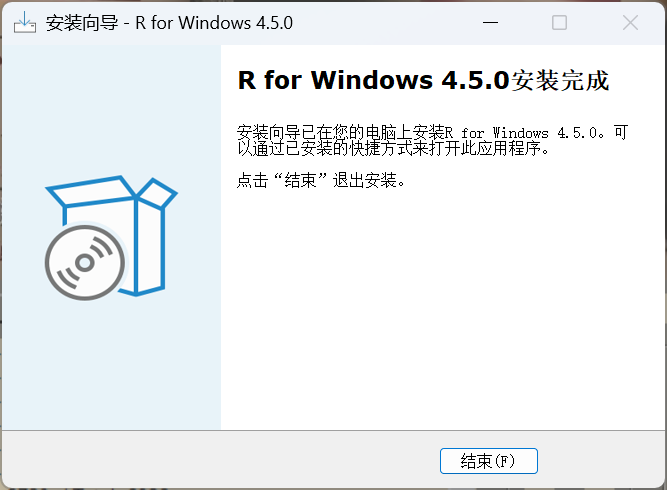 安装向导 - R for Windows 4.5.0
R for Windows 4.5.0安装完成
安装向导已在您的电脑上安装R for Windows 4.5.0。可
以通过已安装的快捷方式来打开此应用程序。
点击“结束”退出安装。
结束(F)